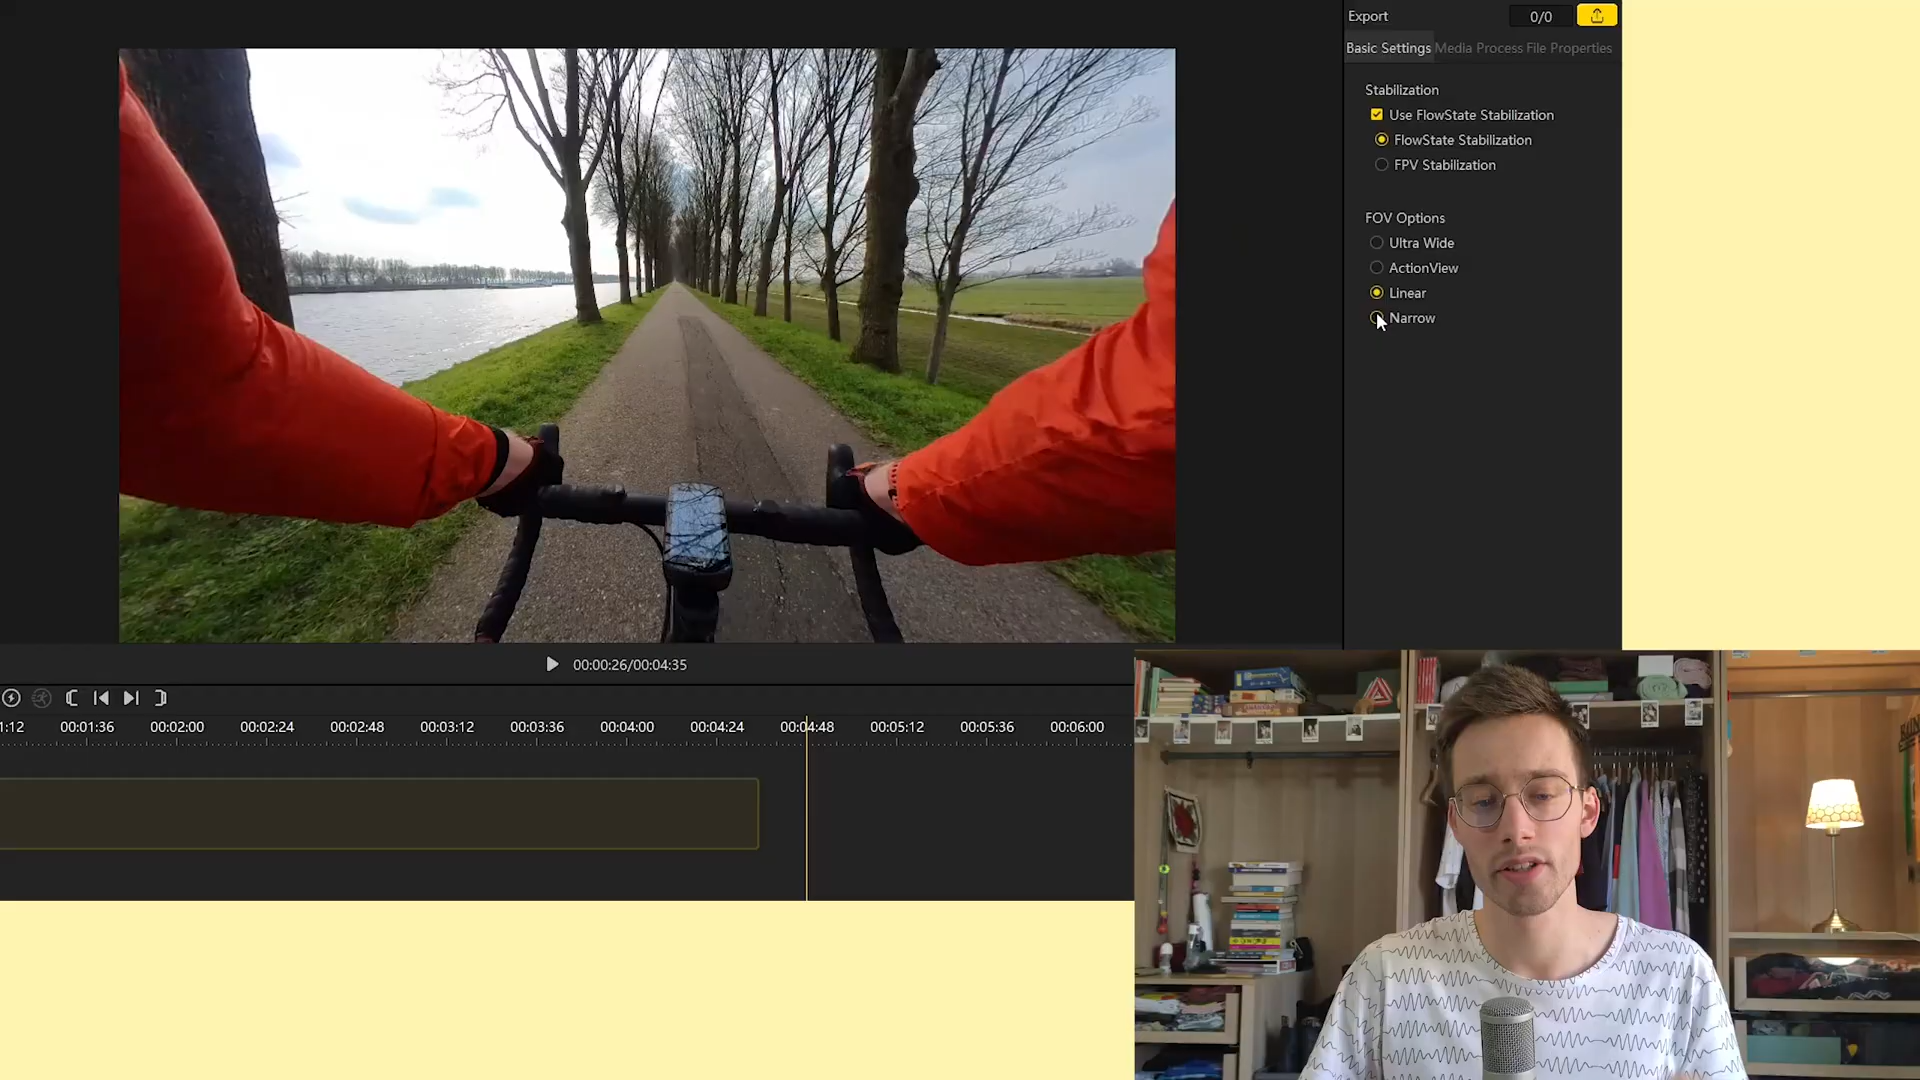 Export
0/0
Basic Settings Media Process File Properties
Stabilization
Use FlowState Stabilization
FlowState Stabilization
FPV Stabilization
FOV Options
Ultra Wide
ActionView
Linear
Narrow
00:00:26/00:04:35
1:12 00:01:36 00:02:00 00:02:24 00:02:48 00:03:12 00:03:36 00:04:00 00:04:24 00:04:48 00:05:12 00:05:36 00:06:00